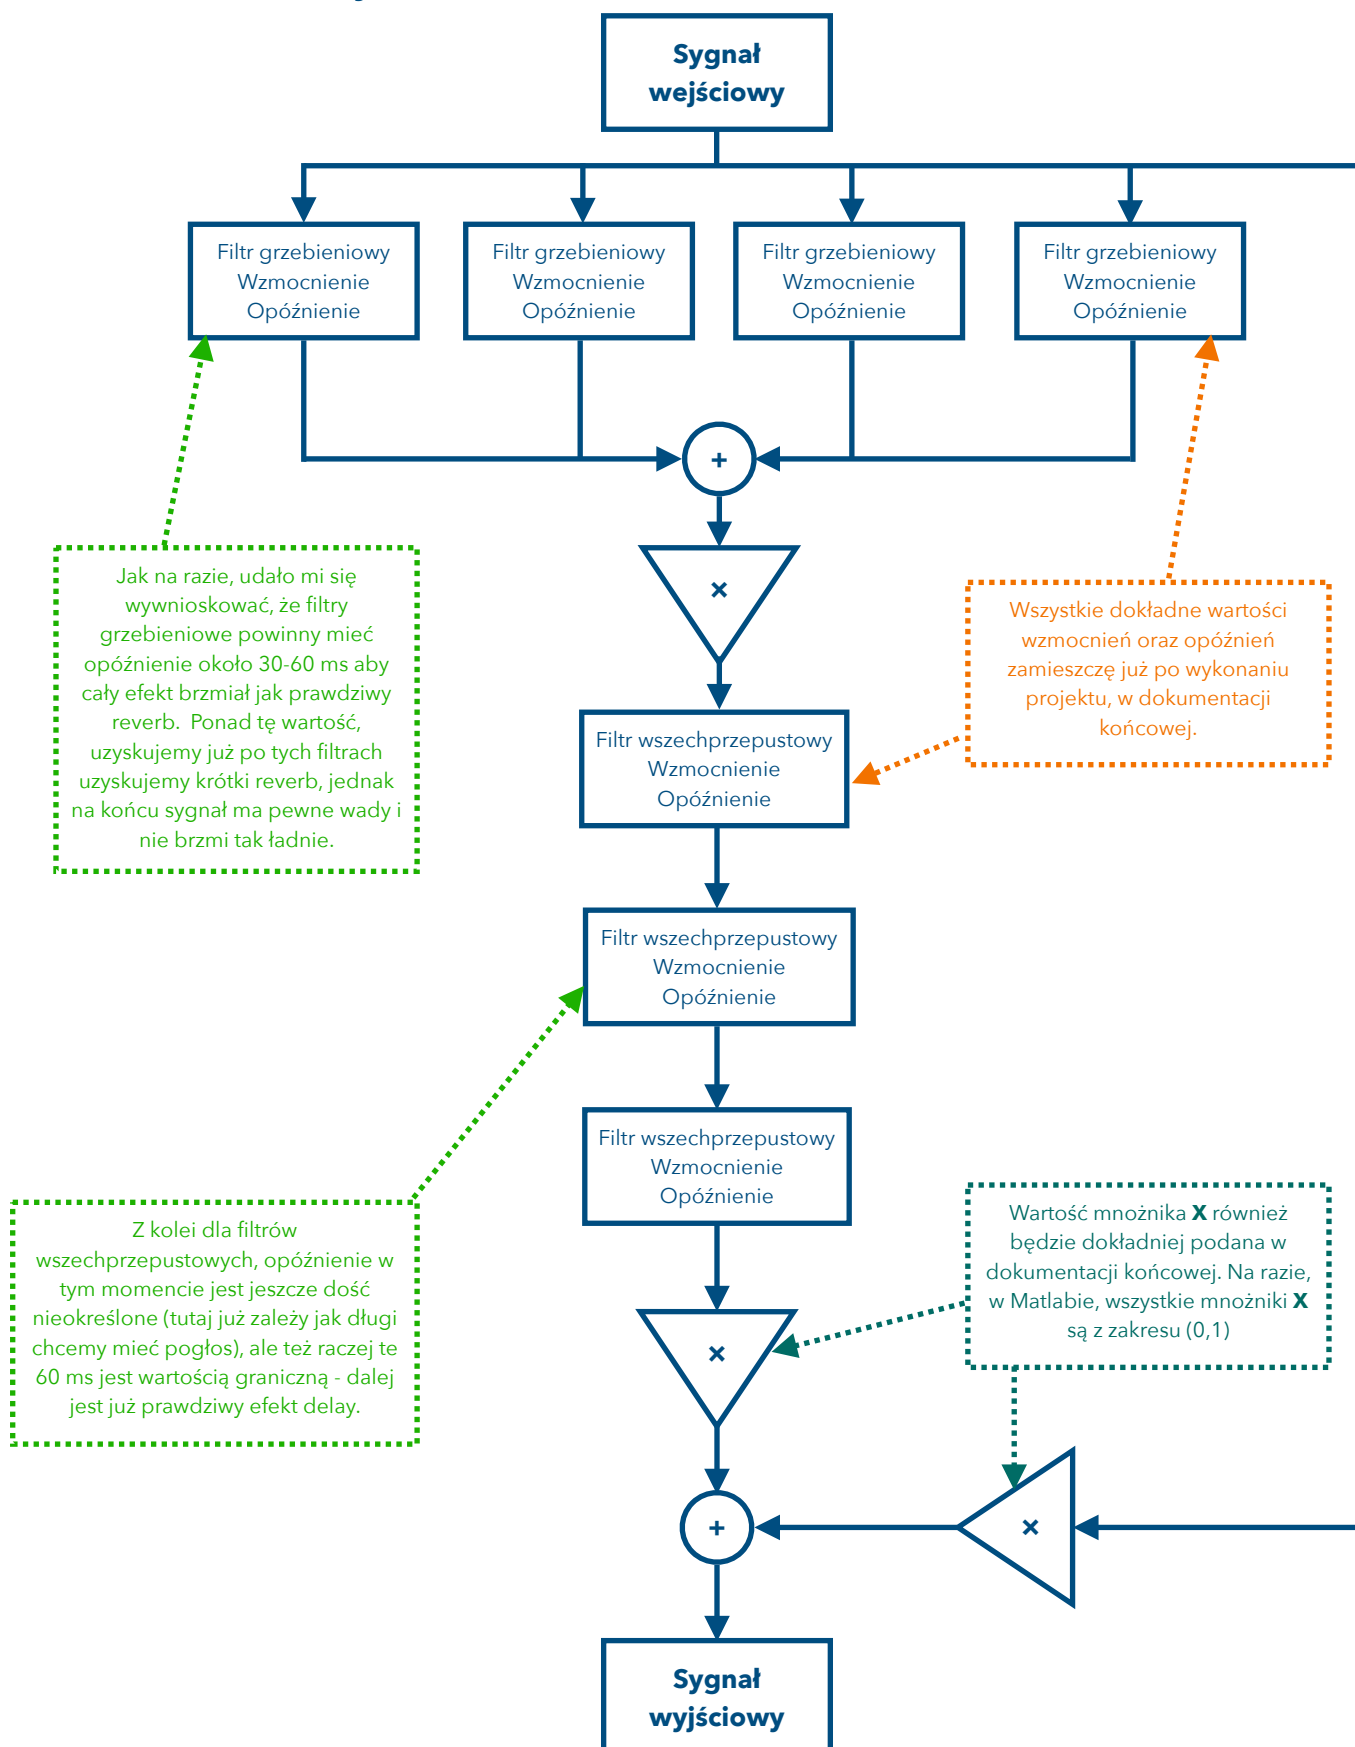 Sygnał
wejściowy
Filtr grzebieniowy
Wzmocnienie
Opóźnienie
Filtr grzebieniowy
Wzmocnienie
Opóźnienie
Filtr grzebieniowy
Wzmocnienie
Opóźnienie
Filtr grzebieniowy
Wzmocnienie
Opóźnienie
+
×
Jak na razie, udało mi się
wywnioskować, że filtry
grzebieniowe powinny mieć
opóźnienie około 30-60 ms aby
cały efekt brzmiał jak prawdziwy
reverb.  Ponad tę wartość,
uzyskujemy już po tych filtrach
uzyskujemy krótki reverb, jednak
na końcu sygnał ma pewne wady i
nie brzmi tak ładnie.
Wszystkie dokładne wartości
wzmocnień oraz opóźnień
zamieszczę już po wykonaniu
projektu, w dokumentacji
końcowej.
Filtr wszechprzepustowy
Wzmocnienie
Opóźnienie
Filtr wszechprzepustowy
Wzmocnienie
Opóźnienie
Filtr wszechprzepustowy
Wzmocnienie
Opóźnienie
Z kolei dla filtrów
wszechprzepustowych, opóźnienie w
tym momencie jest jeszcze dość
nieokreślone (tutaj już zależy jak długi
chcemy mieć pogłos), ale też raczej te
60 ms jest wartością graniczną - dalej
jest już prawdziwy efekt delay.
Wartość mnożnika X również
będzie dokładniej podana w
dokumentacji końcowej. Na razie,
w Matlabie, wszystkie mnożniki X
są z zakresu (0,1)
×
+
×
Sygnał
wyjściowy